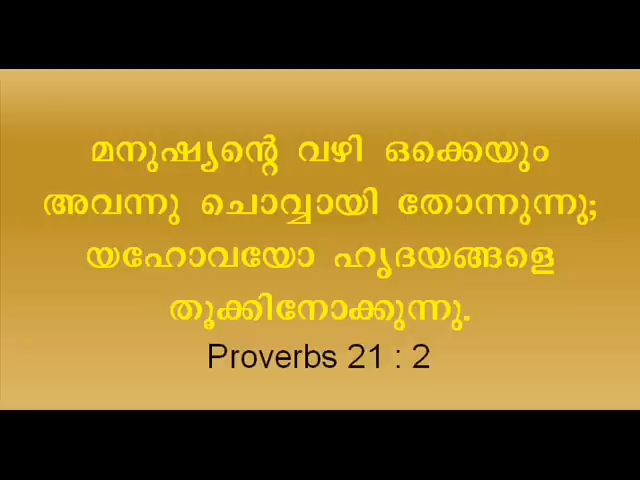 മനുഷ്യന്റെ വഴി ഒക്കെയും
അവന്നു ചൊവ്വായി തോന്നുന്നു;
യഹോവയോ ഹൃദയങ്ങളെ
തൂക്കിനോക്കുന്നു.
Proverbs 21 : 2